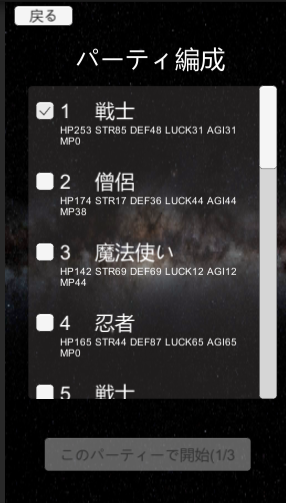 戻る
パーティ編成
1 戦士
HP253 STR85 DEF48 LUCK31 AGI31
MP0
2 僧侶
HP174 STR17 DEF36 LUCK44 AGI44
MP38
3 魔法使い
HP142 STR69 DEF69 LUCK12 AGI12
MP44
4 忍者
HP165 STR44 DEF87 LUCK65 AGI65
MP0
5 戦士
このパーティーで開始(1/3